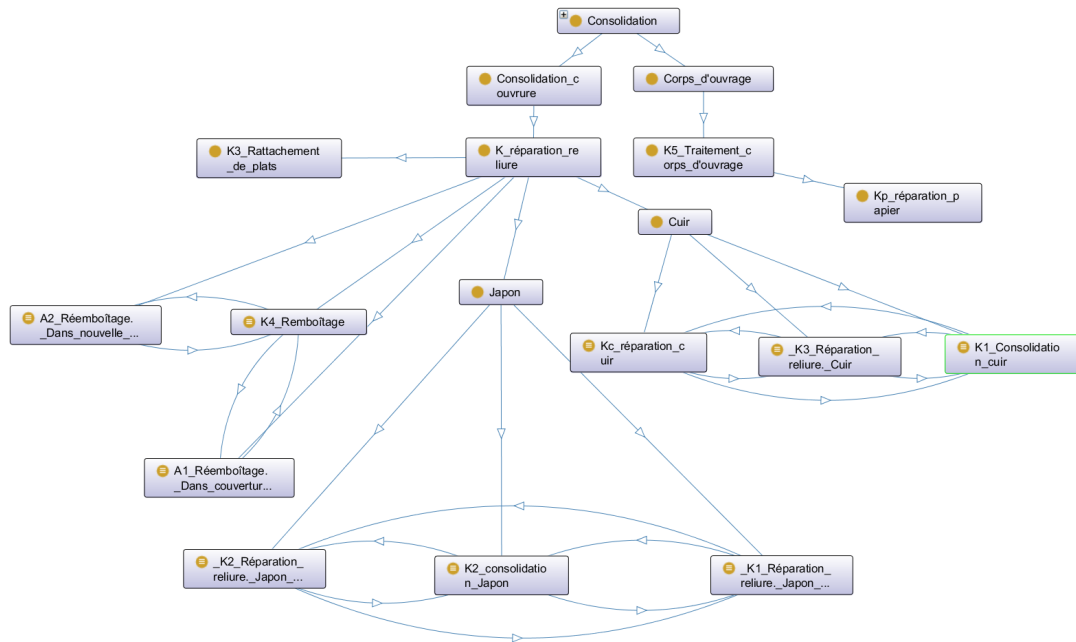 Consolidation
Consolidation_c
ouvrure
Corps_d'ouvrage
K3_Rattachement
_de_plats
K_réparation_re
liure
K5_Traitement_c
orps_d'ouvrage
Kp_réparation_p
apier
Cuir
Japon
A2_Réemboîtage.
_Dans_nouvelle_...
K4_Remboîtage
Kc_réparation_c
uir
_K3_Réparation_
reliure._Cuir
K1_Consolidatio
n_cuir
A1_Réemboîtage.
_Dans_couvertur...
_K2_Réparation_
reliure._Japon_...
K2_consolidatio
n_Japon
_K1_Réparation_
reliure._Japon_...